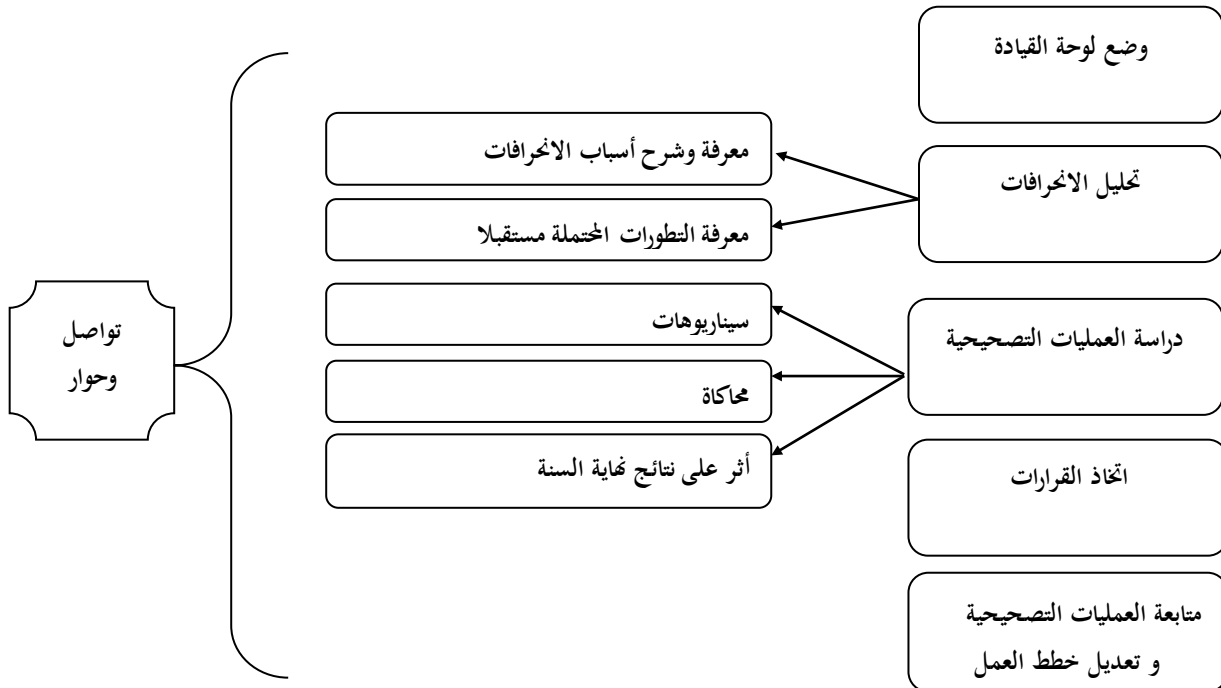 وضع لوحة القيادة
تحليل الانحرافات
معرفة وشرح أسباب الانحرافات
معرفة التطورات المحتملة مستقبلا
دراسة العمليات التصحيحية
سيناريوهات
محاكاة
أثر على نتائج نهاية السنة
اتخاذ القرارات
متابعة العمليات التصحيحية
و تعديل خطط العمل
تواصل
وحوار